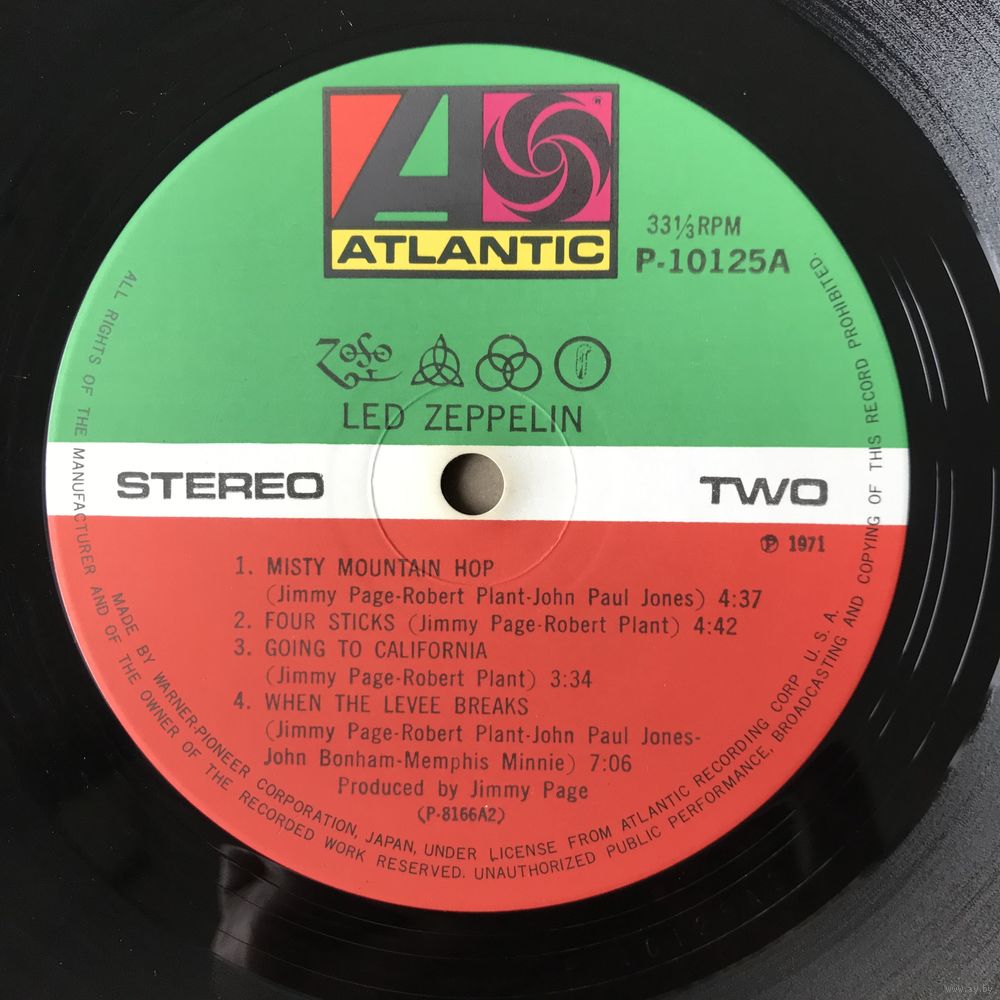 ATLANTIC
®
33⅓ RPM
P-10125A
LED ZEPPELIN
STEREO
TWO
℗ 1971
1. MISTY MOUNTAIN HOP
(Jimmy Page-Robert Plant-John Paul Jones) 4:37
2. FOUR STICKS (Jimmy Page-Robert Plant) 4:42
3. GOING TO CALIFORNIA
(Jimmy Page-Robert Plant) 3:34
4. WHEN THE LEVEE BREAKS
(Jimmy Page-Robert Plant-John Paul Jones-
John Bonham-Memphis Minnie) 7:06
Produced by Jimmy Page
(P-8166A2)
MADE BY WARNER-PIONEER CORPORATION, JAPAN, UNDER LICENSE FROM ATLANTIC RECORDING CORP U. S. A.
ALL RIGHTS OF THE MANUFACTURER AND OF THE OWNER OF THE RECORDED WORK RESERVED. UNAUTHORIZED PUBLIC PERFORMANCE, BROADCASTING AND COPYING OF THIS RECORD PROHIBITED.
www.ay.by